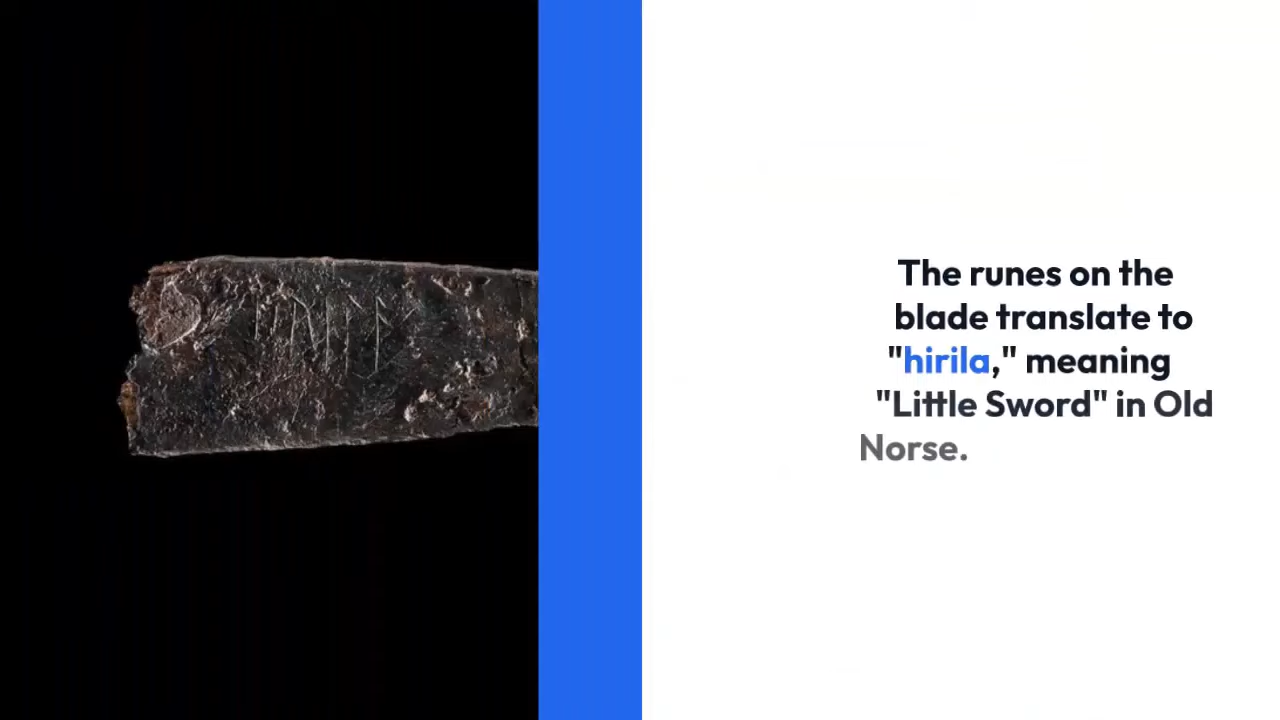 The runes on the
blade translate to
"hirila," meaning
"Little Sword" in Old
Norse.